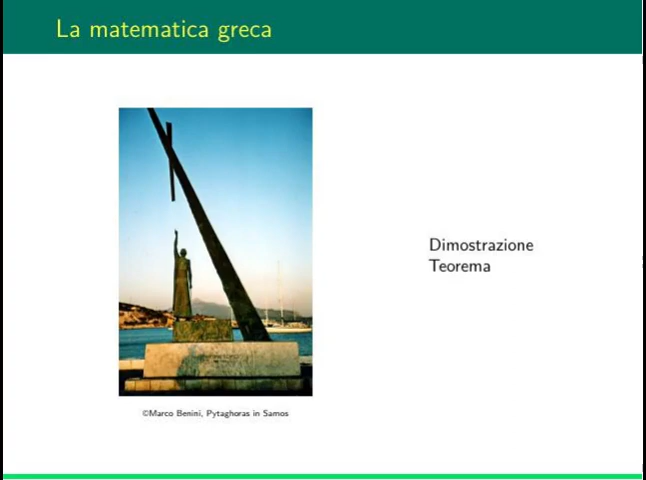 La matematica greca
Dimostrazione
Teorema
©Marco Benini, Pytaghoras in Samos